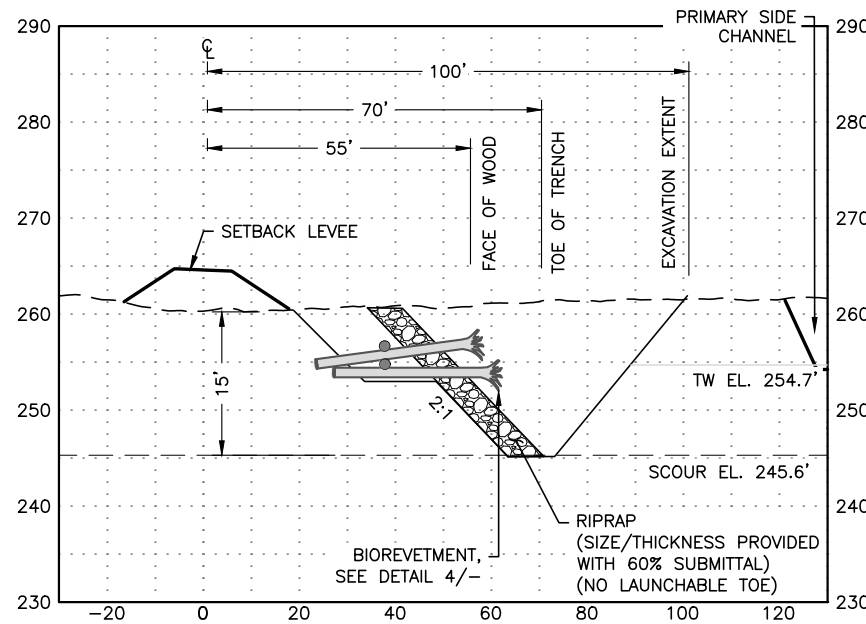 290
280
270
260
250
240
230
290
280
270
260
250
240
230
-20
0
20
40
60
80
100
120
PRIMARY SIDE
CHANNEL
℄
100'
70'
55'
FACE OF WOOD
TOE OF TRENCH
EXCAVATION EXTENT
SETBACK LEVEE
15'
2:1
TW EL. 254.7'
SCOUR EL. 245.6'
BIOREVETMENT,
SEE DETAIL 4/-
RIPRAP
(SIZE/THICKNESS PROVIDED
WITH 60% SUBMITTAL)
(NO LAUNCHABLE TOE)